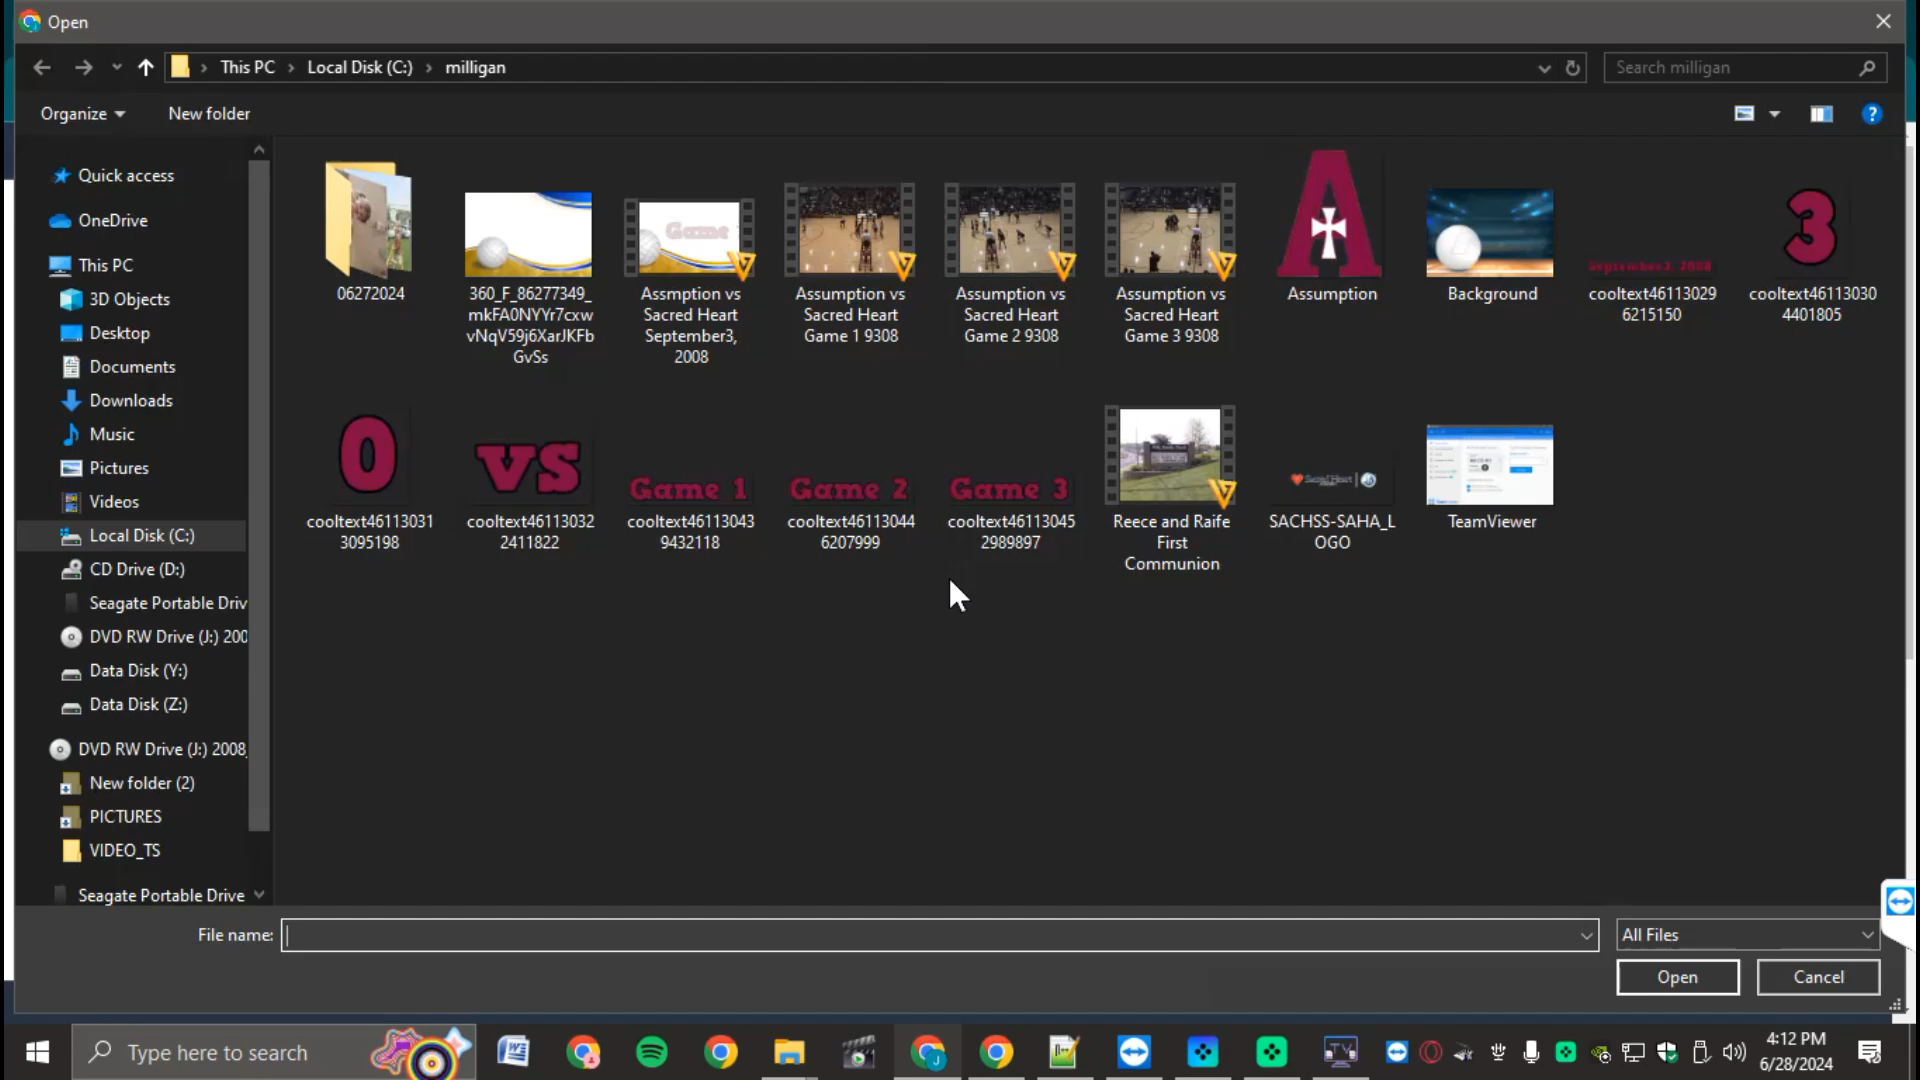 Open
This PC
Local Disk (C:)
milligan
Search milligan
Organize
New folder
Quick access
OneDrive
This PC
3D Objects
Desktop
Documents
Downloads
Music
Pictures
Videos
Local Disk (C:)
CD Drive (D:)
Seagate Portable Driv
DVD RW Drive (J:) 200
Data Disk (Y:)
Data Disk (Z:)
DVD RW Drive (J:) 2008_
New folder (2)
PICTURES
VIDEO_TS
Seagate Portable Drive
06272024
360_F_86277349_
mkFA0NYYr7cxw
vNqV59j6XarJKFb
GvSs
Game
Assmption vs
Sacred Heart
September3,
2008
Assumption vs
Sacred Heart
Game 1 9308
Assumption vs
Sacred Heart
Game 2 9308
Assumption vs
Sacred Heart
Game 3 9308
A
Assumption
Background
September3, 2008
cooltext46113029
6215150
3
cooltext46113030
4401805
0
cooltext46113031
3095198
vs
cooltext46113032
2411822
Game 1
cooltext46113043
9432118
Game 2
cooltext46113044
6207999
Game 3
cooltext46113045
2989897
Reece and Raife
First
Communion
Sacred Heart
SACHSS-SAHA_L
OGO
TeamViewer
File name:
All Files
Open
Cancel
Type here to search
4:12 PM
6/28/2024